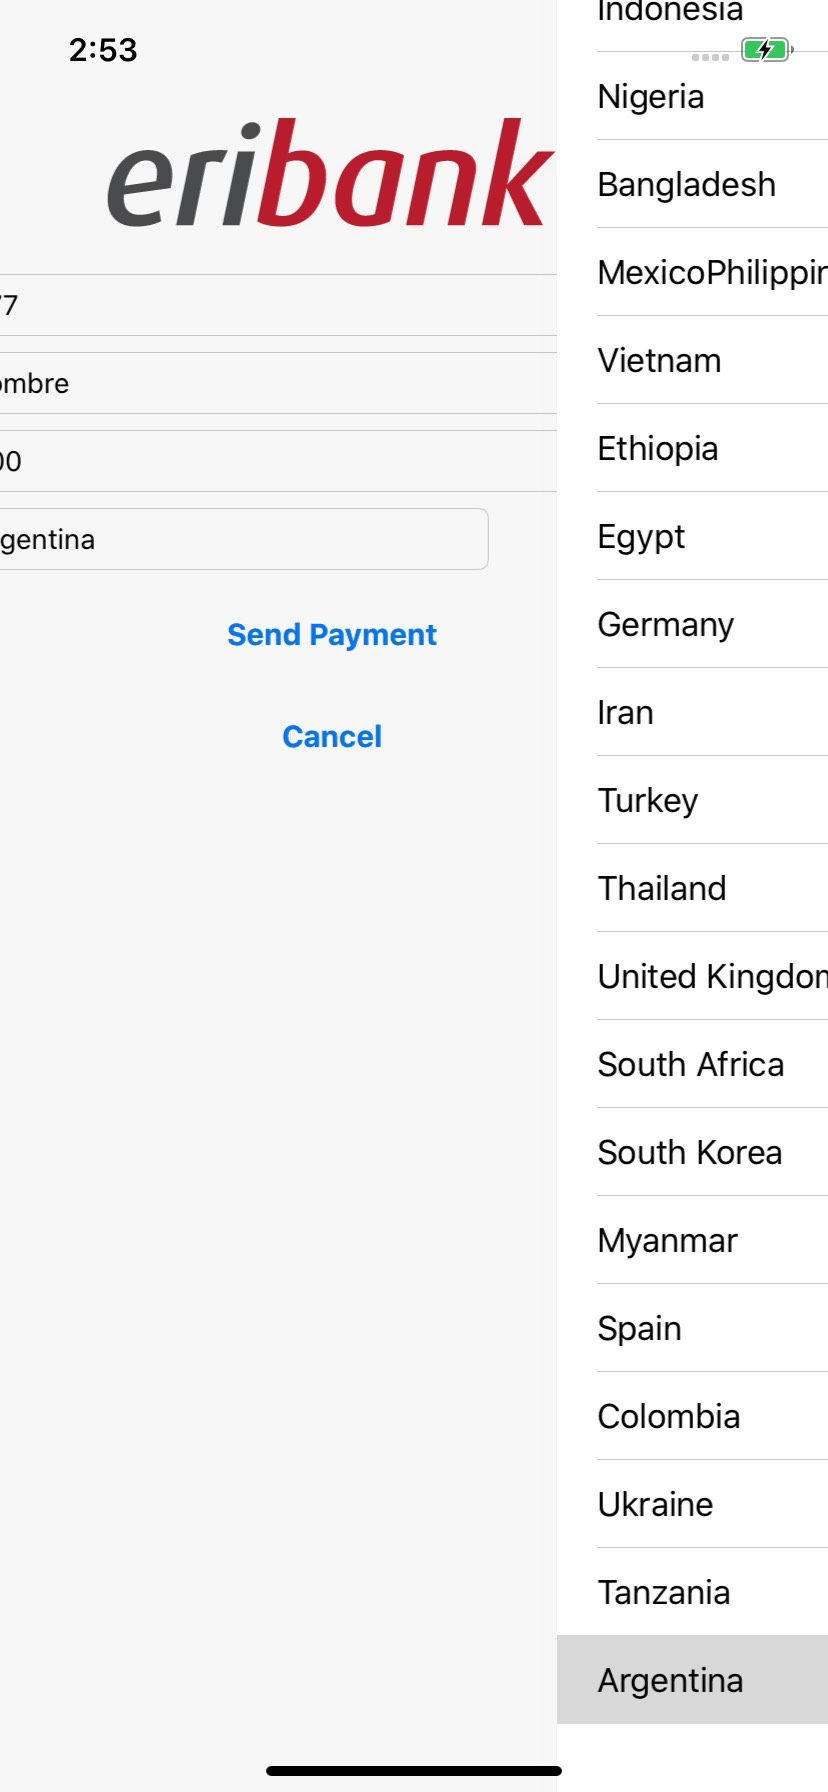 2:53
eribank
77
ombre
00
gentina
Send Payment
Cancel
Indonesia
Nigeria
Bangladesh
MexicoPhilippin
Vietnam
Ethiopia
Egypt
Germany
Iran
Turkey
Thailand
United Kingdom
South Africa
South Korea
Myanmar
Spain
Colombia
Ukraine
Tanzania
Argentina